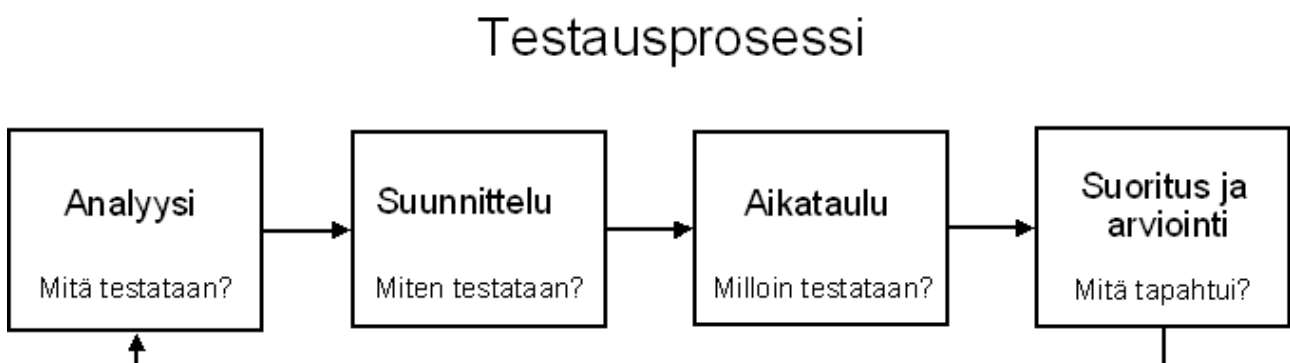 Testausprosessi
Analyysi
Mitä testataan?
Suunnittelu
Miten testataan?
Aikataulu
Milloin testataan?
Suoritus ja
arviointi
Mitä tapahtui?